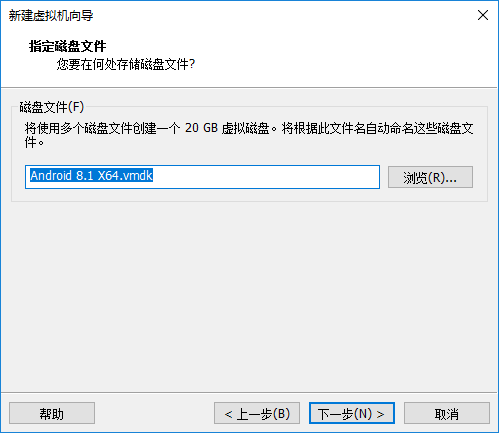 新建虚拟机向导
指定磁盘文件
您要在何处存储磁盘文件?
磁盘文件(F)
将使用多个磁盘文件创建一个 20 GB 虚拟磁盘。将根据此文件名自动命名这些磁盘文
件。
Android 8.1 X64.vmdk
浏览(R)...
帮助
< 上一步(B)
下一步(N) >
取消